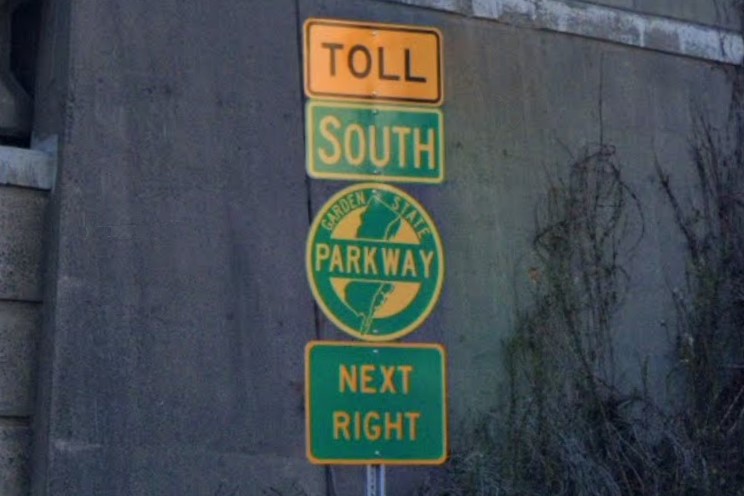 TOLL
SOUTH
GARDEN STATE
PARKWAY
NEXT
RIGHT